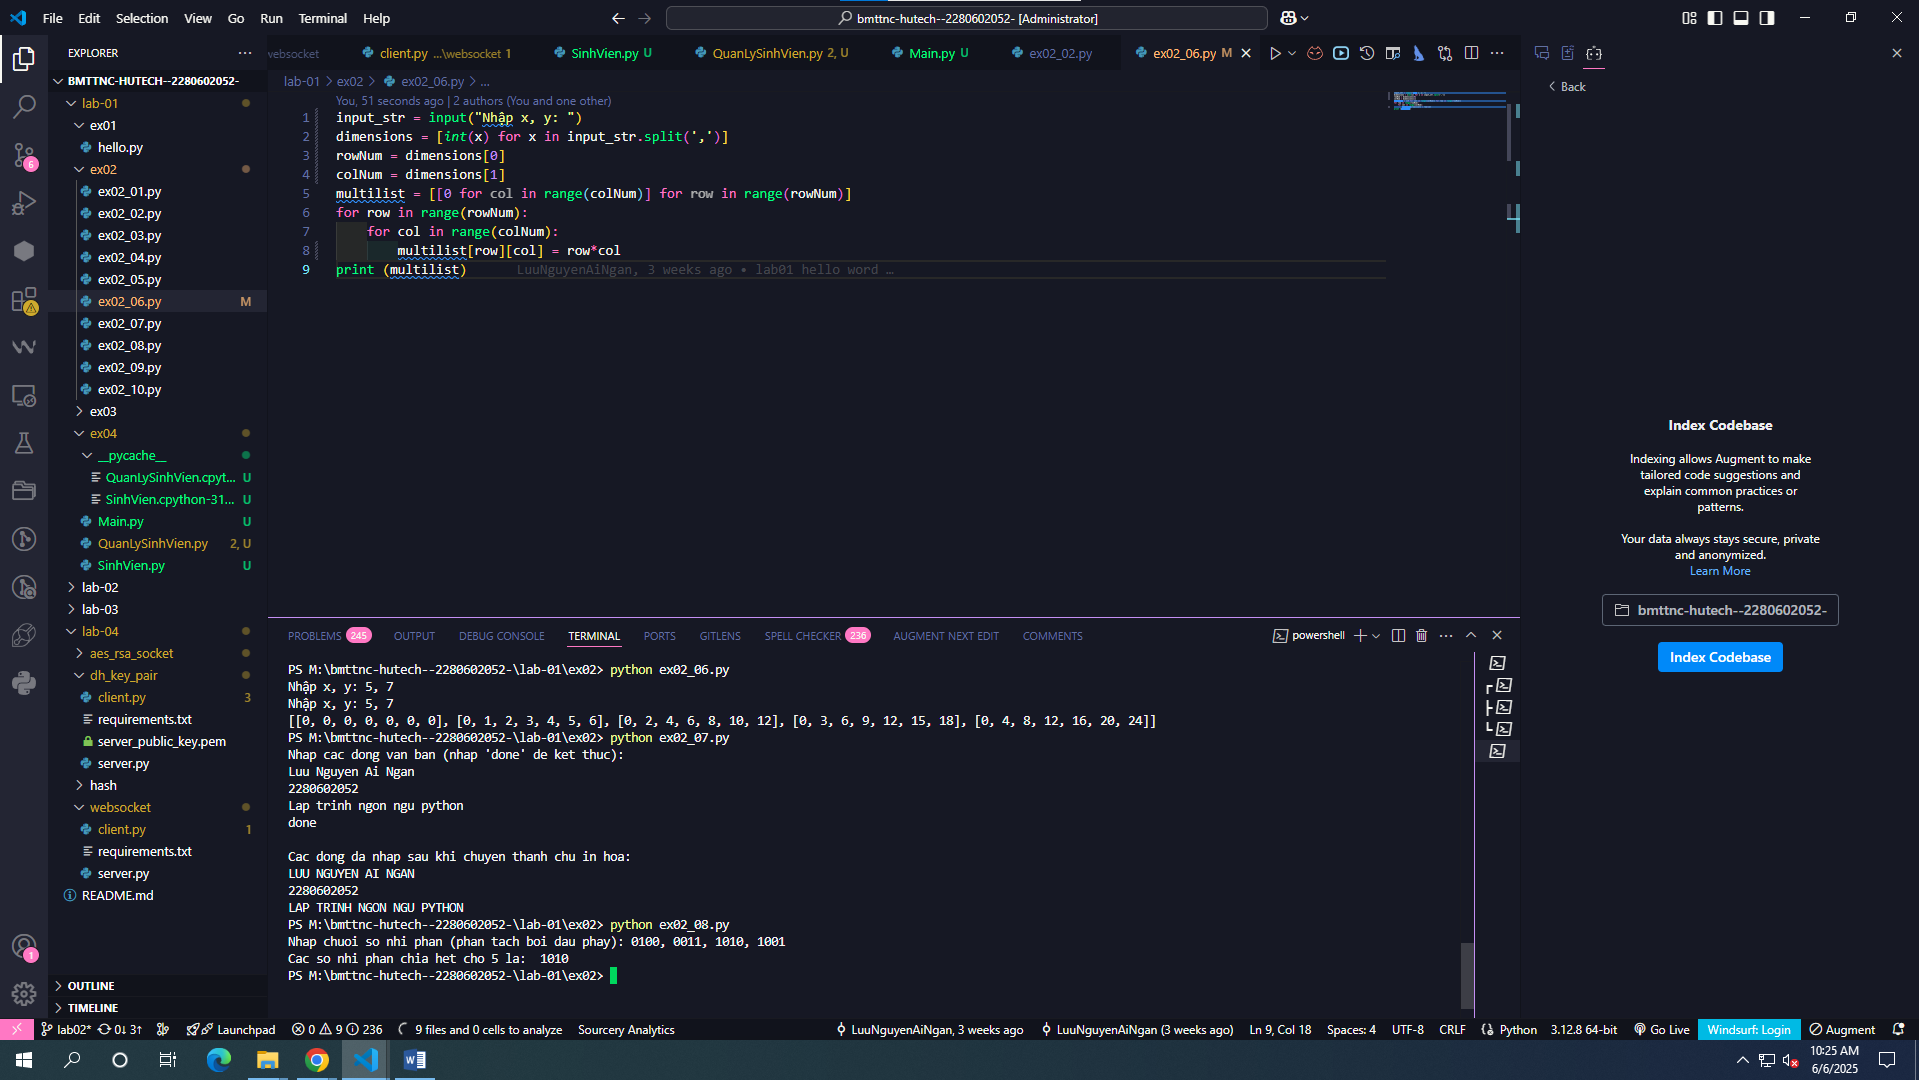 File Edit Selection View Go Run Terminal Help
bmttnc-hutech--2280602052- [Administrator]
EXPLORER
BMTTNC-HUTECH--2280602052-
lab-01
ex01
hello.py
ex02
ex02_01.py
ex02_02.py
ex02_03.py
ex02_04.py
ex02_05.py
ex02_06.py M
ex02_07.py
ex02_08.py
ex02_09.py
ex02_10.py
ex03
ex04
__pycache__
QuanLySinhVien.cpyt... U
SinhVien.cpython-31... U
Main.py U
QuanLySinhVien.py 2, U
SinhVien.py U
lab-02
lab-03
lab-04
aes_rsa_socket
dh_key_pair
client.py 3
requirements.txt
server_public_key.pem
server.py
hash
websocket
client.py 1
requirements.txt
server.py
README.md
OUTLINE
TIMELINE
websocket client.py ...\websocket 1 SinhVien.py U QuanLySinhVien.py 2, U Main.py U ex02_02.py ex02_06.py M
lab-01 > ex02 > ex02_06.py > ...
You, 51 seconds ago | 2 authors (You and one other)
1 input_str = input("Nhập x, y: ")
2 dimensions = [int(x) for x in input_str.split(',')]
3 rowNum = dimensions[0]
4 colNum = dimensions[1]
5 multilist = [[0 for col in range(colNum)] for row in range(rowNum)]
6 for row in range(rowNum):
7 for col in range(colNum):
8 multilist[row][col] = row*col
9 print (multilist) LuuNguyenAiNgan, 3 weeks ago • lab01 hello word …
PROBLEMS 245 OUTPUT DEBUG CONSOLE TERMINAL PORTS GITLENS SPELL CHECKER 236 AUGMENT NEXT EDIT COMMENTS powershell
PS M:\bmttnc-hutech--2280602052-\lab-01\ex02> python ex02_06.py
Nhập x, y: 5, 7
Nhập x, y: 5, 7
[[0, 0, 0, 0, 0, 0, 0], [0, 1, 2, 3, 4, 5, 6], [0, 2, 4, 6, 8, 10, 12], [0, 3, 6, 9, 12, 15, 18], [0, 4, 8, 12, 16, 20, 24]]
PS M:\bmttnc-hutech--2280602052-\lab-01\ex02> python ex02_07.py
Nhap cac dong van ban (nhap 'done' de ket thuc):
Luu Nguyen Ai Ngan
2280602052
Lap trinh ngon ngu python
done
Cac dong da nhap sau khi chuyen thanh chu in hoa:
LUU NGUYEN AI NGAN
2280602052
LAP TRINH NGON NGU PYTHON
PS M:\bmttnc-hutech--2280602052-\lab-01\ex02> python ex02_08.py
Nhap chuoi so nhi phan (phan tach boi dau phay): 0100, 0011, 1010, 1001
Cac so nhi phan chia het cho 5 la: 1010
PS M:\bmttnc-hutech--2280602052-\lab-01\ex02>
Back
Index Codebase
Indexing allows Augment to make
tailored code suggestions and
explain common practices or
patterns.
Your data always stays secure, private
and anonymized.
Learn More
bmttnc-hutech--2280602052-
Index Codebase
6
1
lab02* 0↓ 3↑ Launchpad 0 9 236 9 files and 0 cells to analyze Sourcery Analytics LuuNguyenAiNgan, 3 weeks ago LuuNguyenAiNgan (3 weeks ago) Ln 9, Col 18 Spaces: 4 UTF-8 CRLF Python 3.12.8 64-bit Go Live Windsurf: Login Augment
10:25 AM
6/6/2025